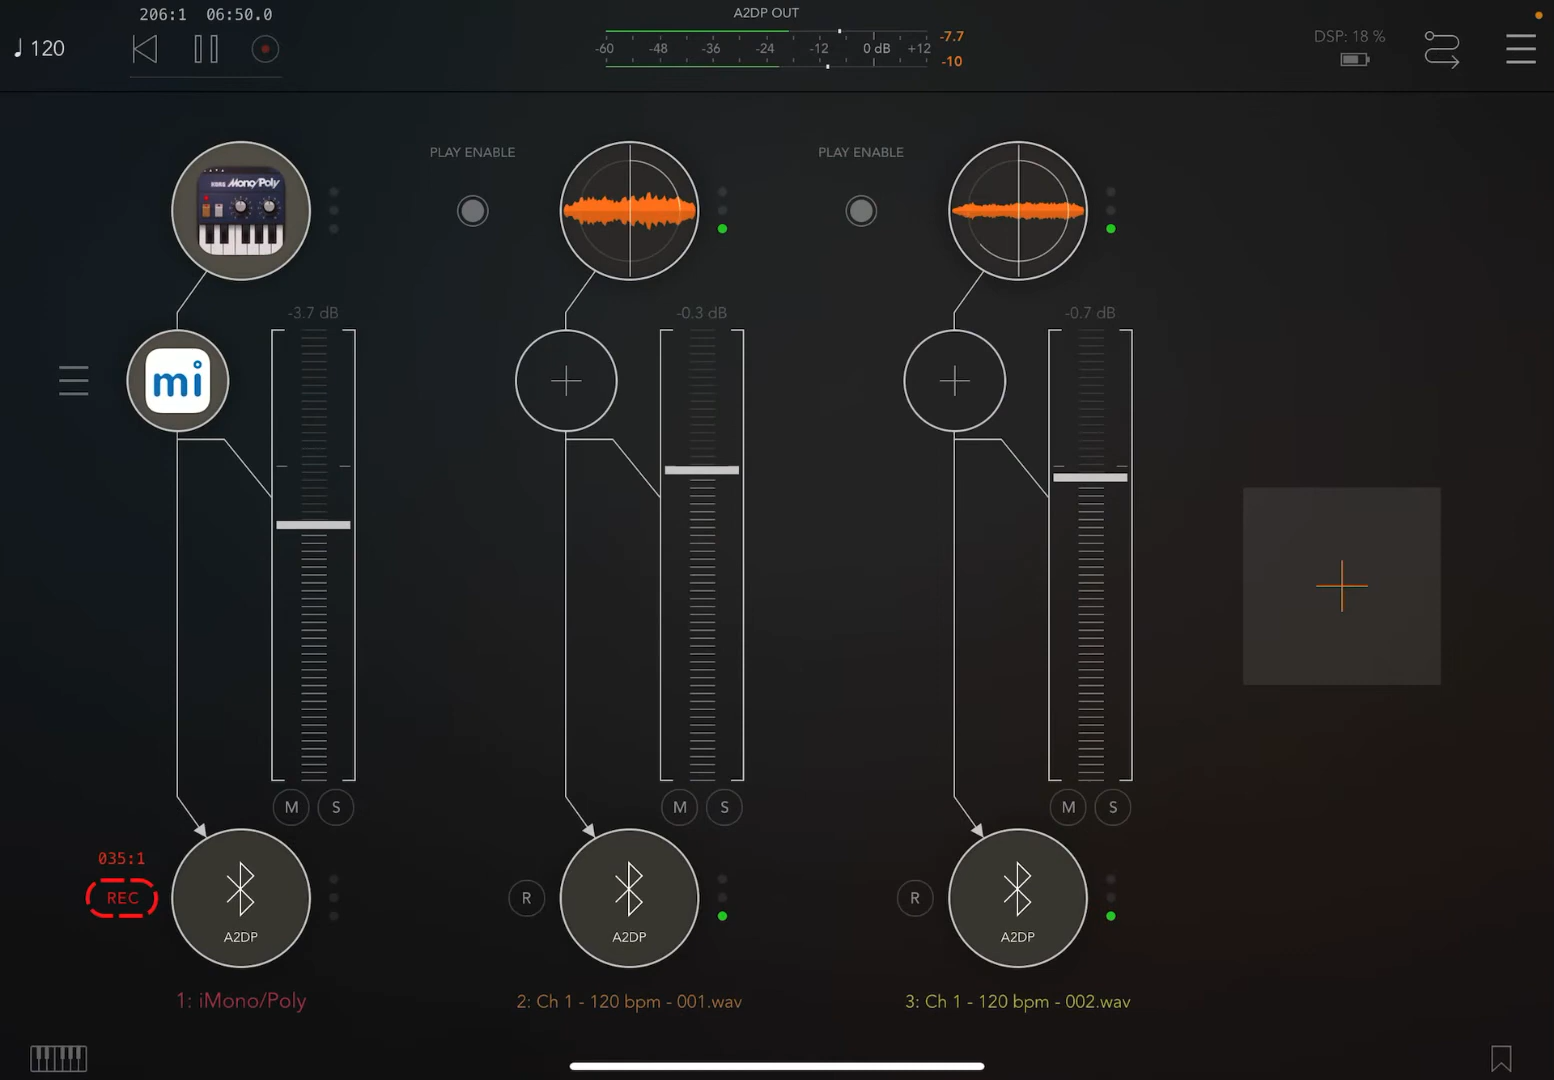 206:1 06:50.0
♩ 120
A2DP OUT
-60 -48 -36 -24 -12 0 dB +12
-7.7
-10
DSP: 18 %
PLAY ENABLE
PLAY ENABLE
KORG Mono/Poly
-3.7 dB
-0.3 dB
-0.7 dB
mi
M S
M S
M S
035:1
REC
R
R
A2DP
A2DP
A2DP
1: iMono/Poly
2: Ch 1 - 120 bpm - 001.wav
3: Ch 1 - 120 bpm - 002.wav